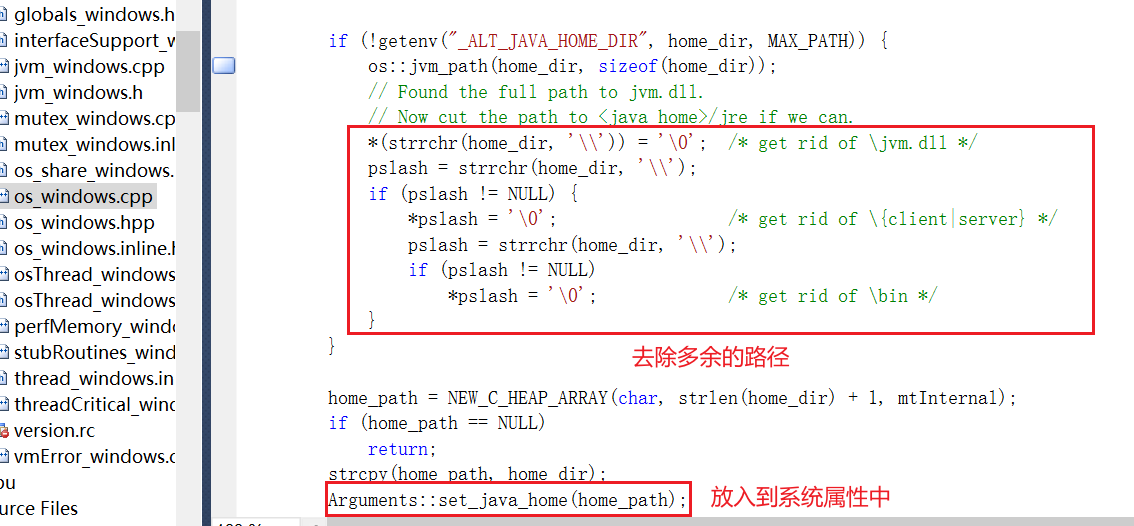 globals_windows.h
interfaceSupport_w
jvm_windows.cpp
jvm_windows.h
mutex_windows.cp
mutex_windows.inl
os_share_windows.
os_windows.cpp
os_windows.hpp
os_windows.inline.h
osThread_windows
osThread_windows
perfMemory_windo
stubRoutines_wind
thread_windows.in
threadCritical_wind
version.rc
vmError_windows.c
pu
urce Files
if (!getenv("_ALT_JAVA_HOME_DIR", home_dir, MAX_PATH)) {
os::jvm_path(home_dir, sizeof(home_dir));
// Found the full path to jvm.dll.
// Now cut the path to <java_home>/jre if we can.
*(strrchr(home_dir, '\\')) = '\0'; /* get rid of \jvm.dll */
pslash = strrchr(home_dir, '\\');
if (pslash != NULL) {
*pslash = '\0'; /* get rid of \{client|server} */
pslash = strrchr(home_dir, '\\');
if (pslash != NULL)
*pslash = '\0'; /* get rid of \bin */
}
}
去除多余的路径
home_path = NEW_C_HEAP_ARRAY(char, strlen(home_dir) + 1, mtInternal);
if (home_path == NULL)
return;
strcpy(home_path, home_dir);
Arguments::set_java_home(home_path);
放入到系统属性中